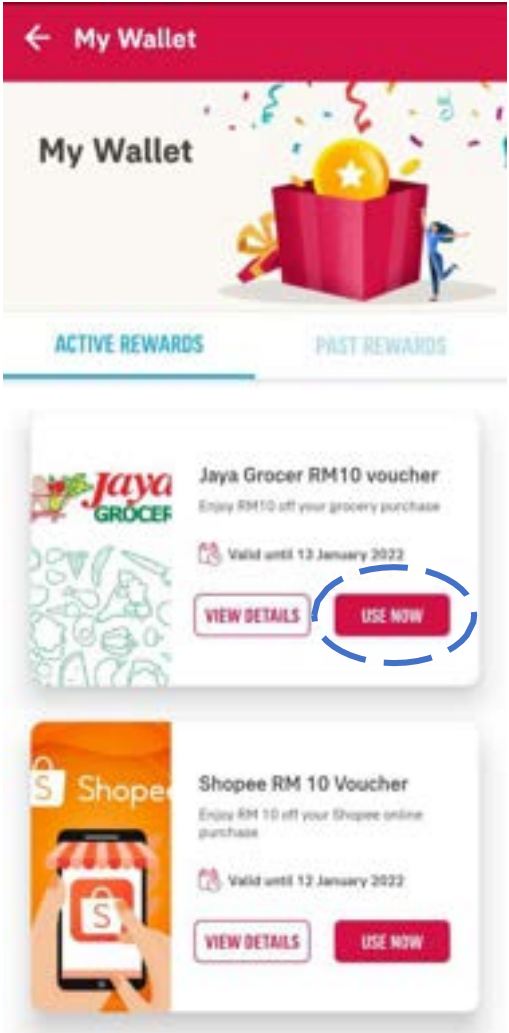 My Wallet
My Wallet
ACTIVE REWARDS
PAST REWARDS
Jaya
GROCER
Jaya Grocer RM10 voucher
Enjoy RM10 off your grocery purchase
Valid until 13 January 2022
VIEW DETAILS
USE NOW
S Shopee
S
Shopee RM 10 Voucher
Enjoy RM 10 off your Shopee online
purchase
Valid until 12 January 2022
VIEW DETAILS
USE NOW